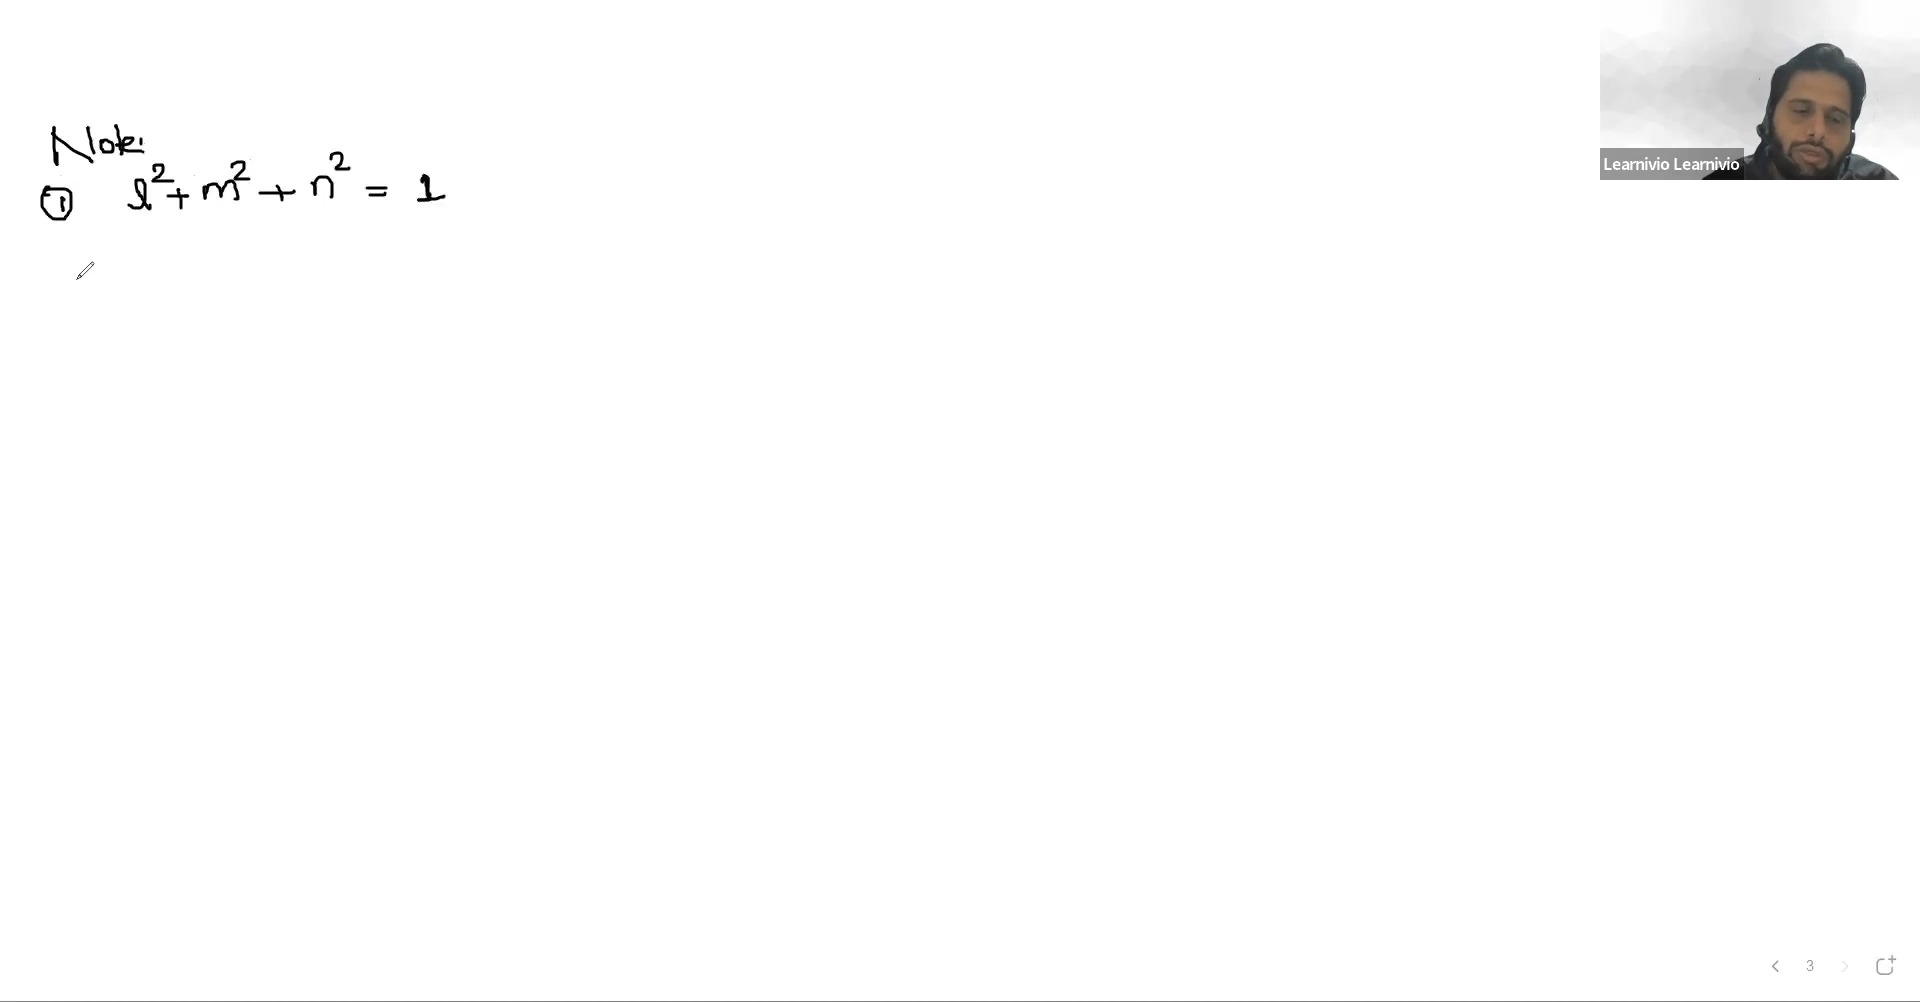 Note:
① l² + m² + n² = 1
Learnivio Learnivio
3